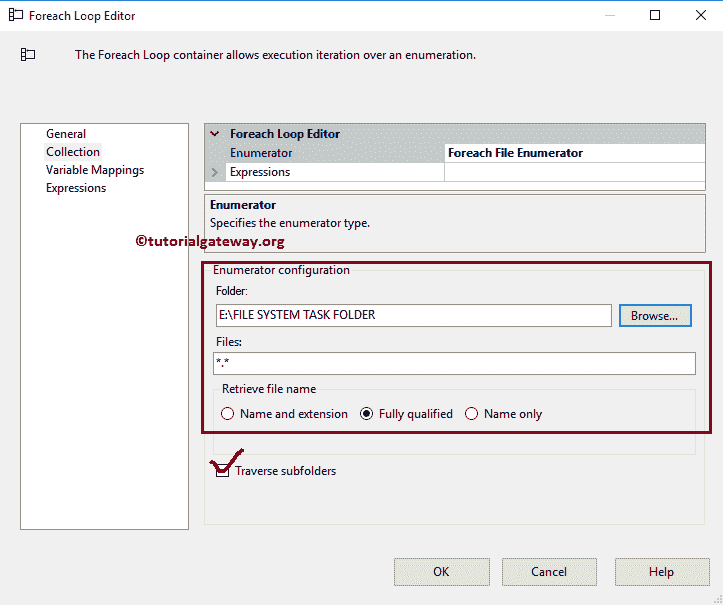 Foreach Loop Editor
The Foreach Loop container allows execution iteration over an enumeration.
General
Collection
Variable Mappings
Expressions
Foreach Loop Editor
Enumerator Foreach File Enumerator
Expressions
Enumerator
Specifies the enumerator type.
©tutorialgateway.org
Enumerator configuration
Folder:
E:\FILE SYSTEM TASK FOLDER Browse...
Files:
*.*
Retrieve file name
Name and extension Fully qualified Name only
Traverse subfolders
OK Cancel Help